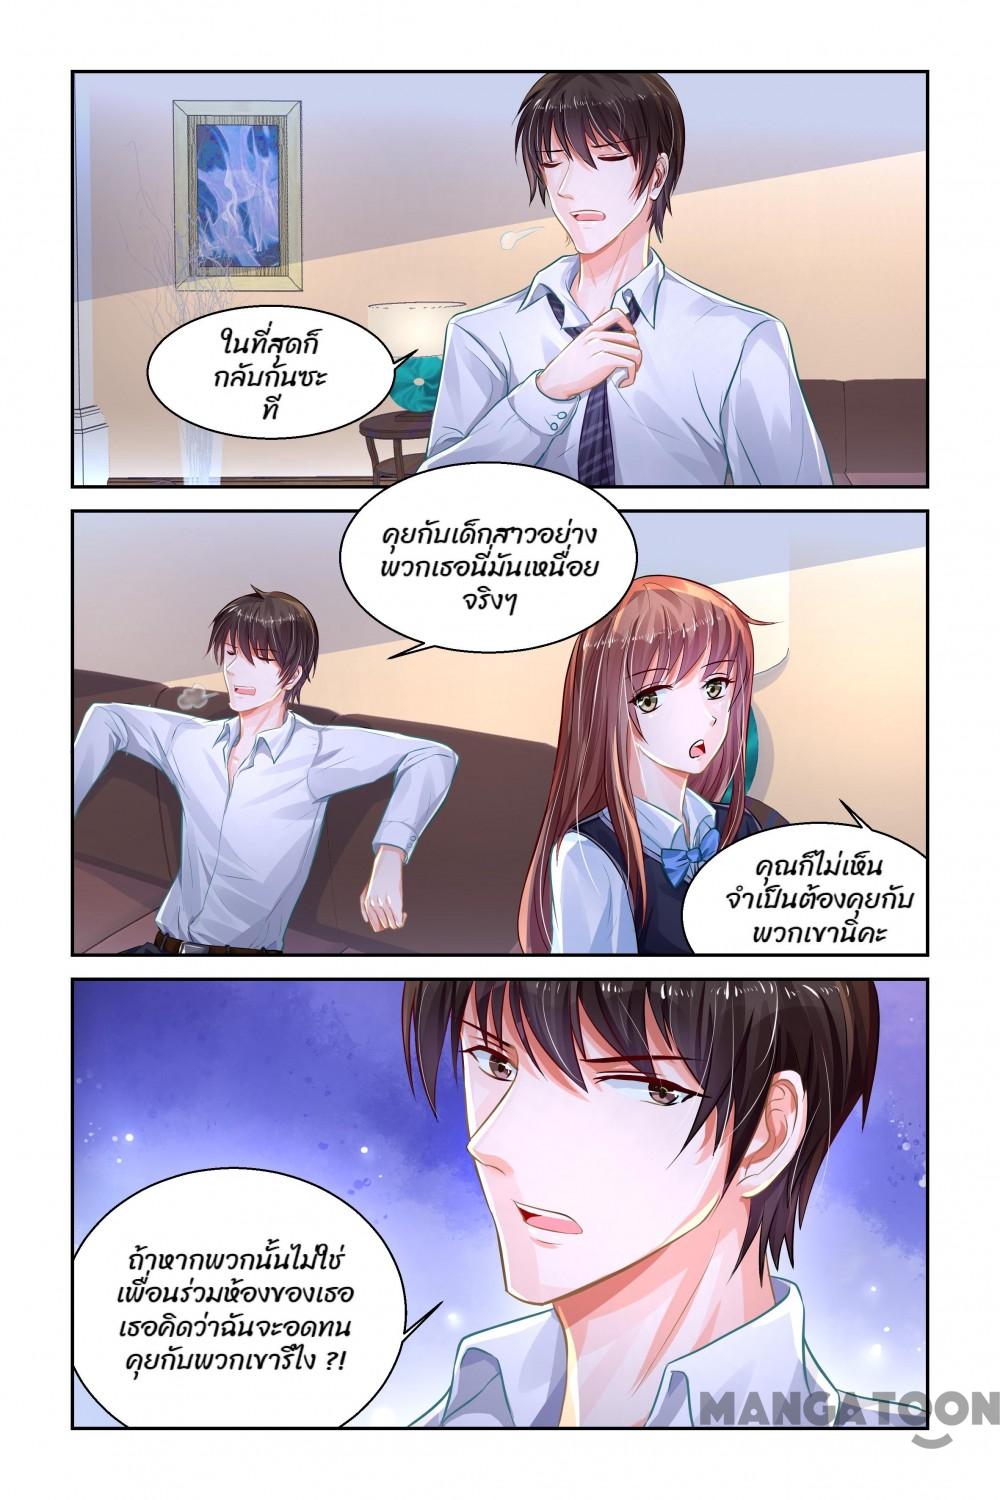 ในที่สุดก็
กลับกันซะ
ที
คุยกับเด็กสาวอย่าง
พวกเธอนี่มันเหนื่อย
จริงๆ
คุณก็ไม่เห็น
จำเป็นต้องคุยกับ
พวกเขานิคะ
ถ้าหากพวกนั้นไม่ใช่
เพื่อนร่วมห้องของเธอ
เธอคิดว่าฉันจะอดทน
คุยกับพวกเขารึไง ?!
MANGATOON